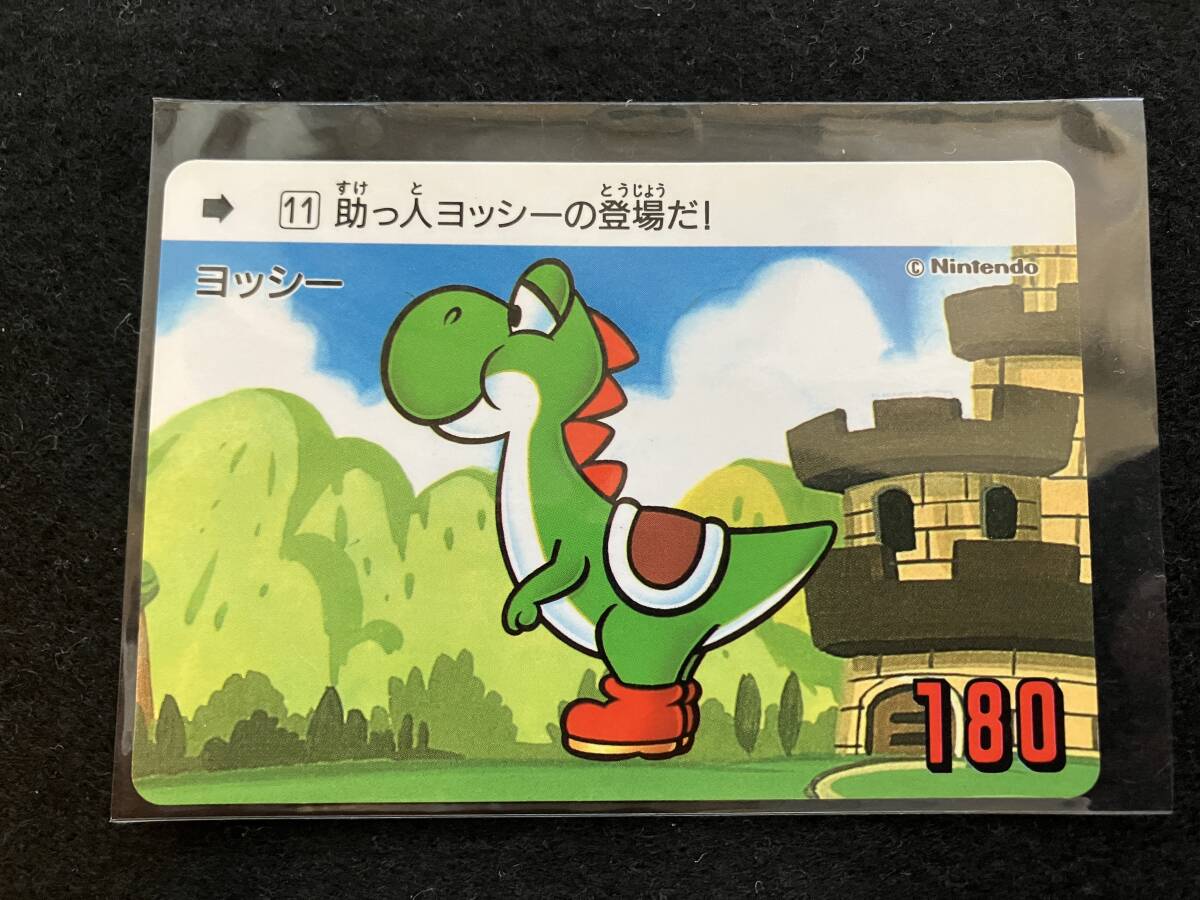 ➡ 11 助っ人ヨッシーの登場だ!
すけ と とうじょう
ヨッシー
© Nintendo
180